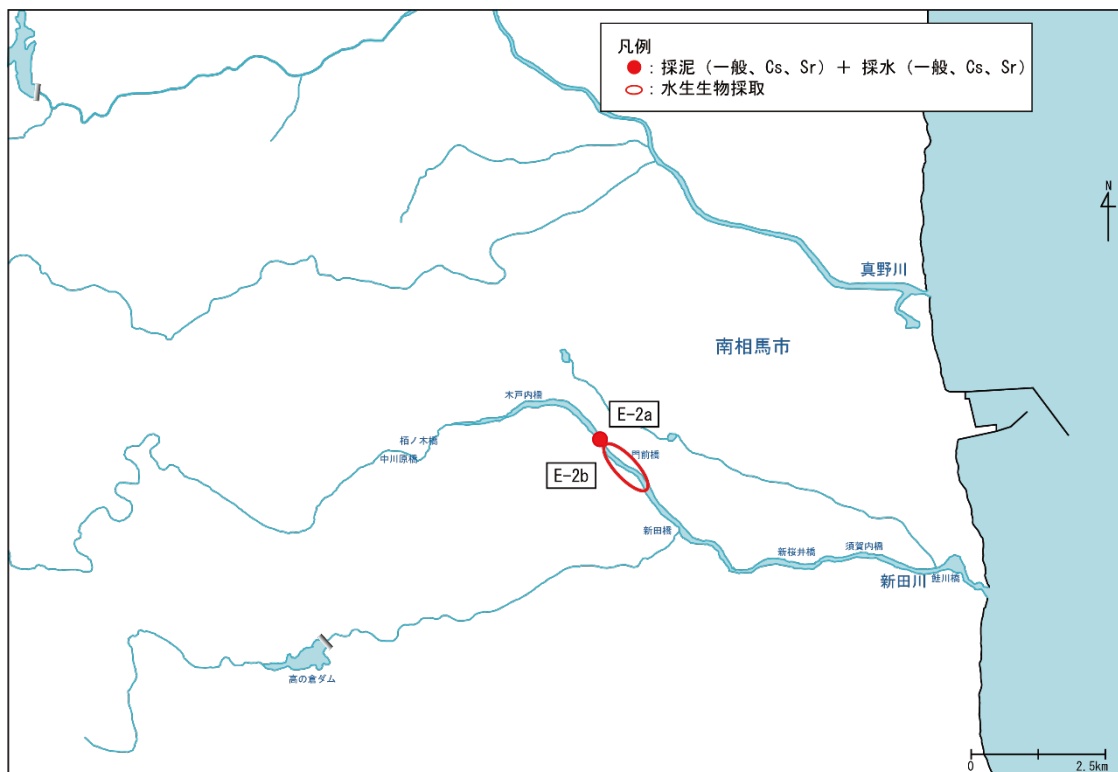 凡例
：採泥（一般、Cs、Sr）＋ 採水（一般、Cs、Sr）
：水生生物採取
N
真野川
南相馬市
木戸内橋
E-2a
栢ノ木橋
中川原橋
門前橋
E-2b
新田橋
新桜井橋
須賀内橋
新田川
鮭川橋
高の倉ダム
0
2.5km